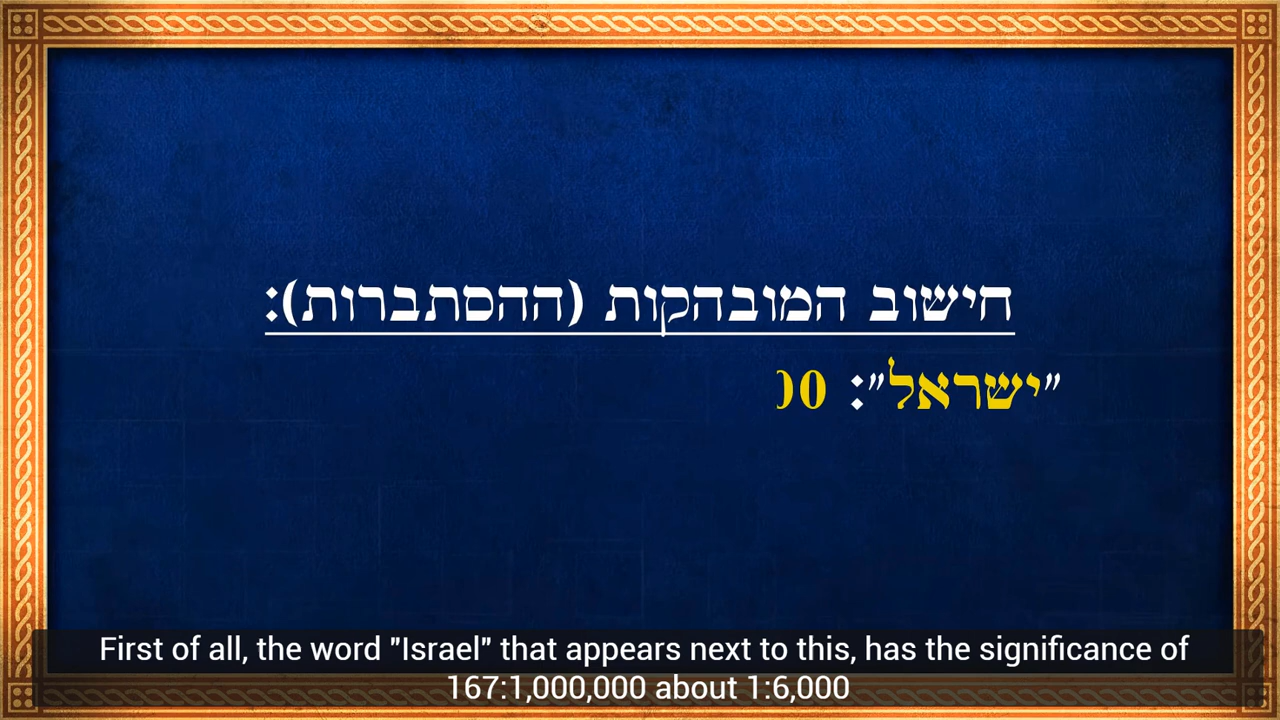 חישוב המובהקות (ההסתברות):
"ישראל": 00
First of all, the word "Israel" that appears next to this, has the significance of
167:1,000,000 about 1:6,000